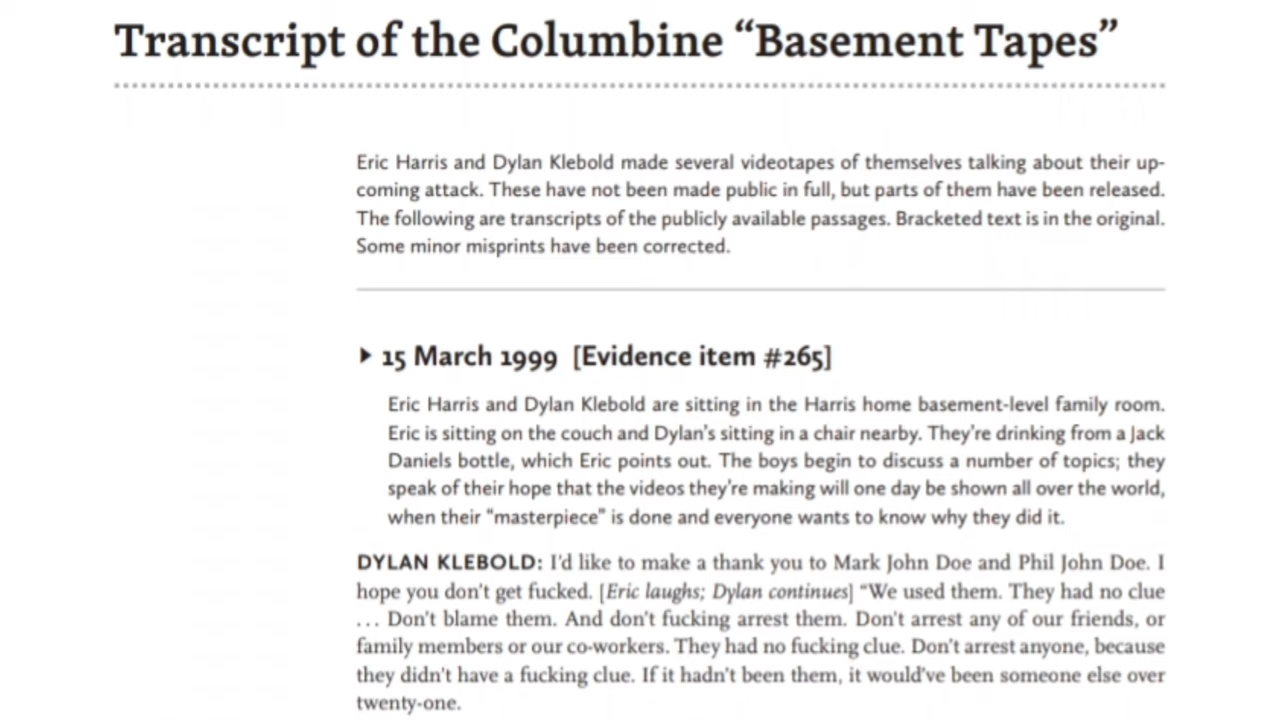 Transcript of the Columbine “Basement Tapes”
Eric Harris and Dylan Klebold made several videotapes of themselves talking about their up-
coming attack. These have not been made public in full, but parts of them have been released.
The following are transcripts of the publicly available passages. Bracketed text is in the original.
Some minor misprints have been corrected.
▶ 15 March 1999 [Evidence item #265]
Eric Harris and Dylan Klebold are sitting in the Harris home basement-level family room.
Eric is sitting on the couch and Dylan’s sitting in a chair nearby. They’re drinking from a Jack
Daniels bottle, which Eric points out. The boys begin to discuss a number of topics; they
speak of their hope that the videos they’re making will one day be shown all over the world,
when their “masterpiece” is done and everyone wants to know why they did it.
DYLAN KLEBOLD: I’d like to make a thank you to Mark John Doe and Phil John Doe. I
hope you don’t get fucked. [Eric laughs; Dylan continues] “We used them. They had no clue
... Don’t blame them. And don’t fucking arrest them. Don’t arrest any of our friends, or
family members or our co-workers. They had no fucking clue. Don’t arrest anyone, because
they didn’t have a fucking clue. If it hadn’t been them, it would’ve been someone else over
twenty-one.